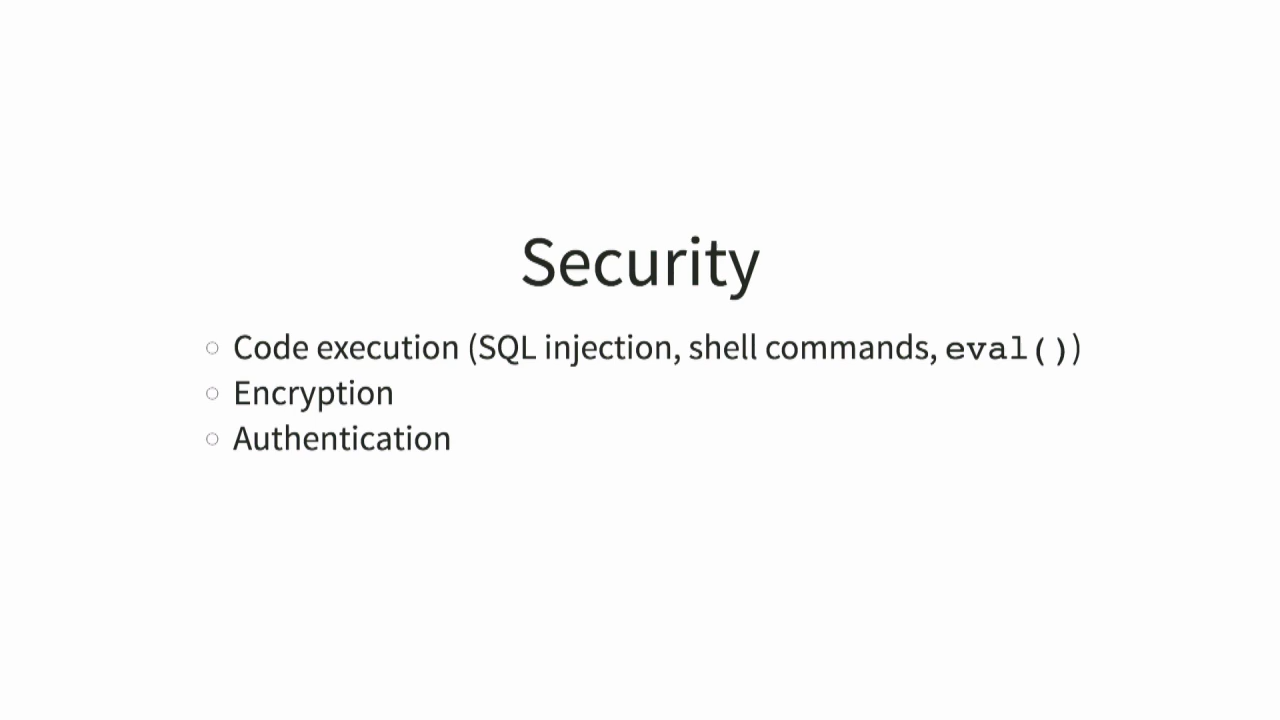 Security
Code execution (SQL injection, shell commands, eval())
Encryption
Authentication